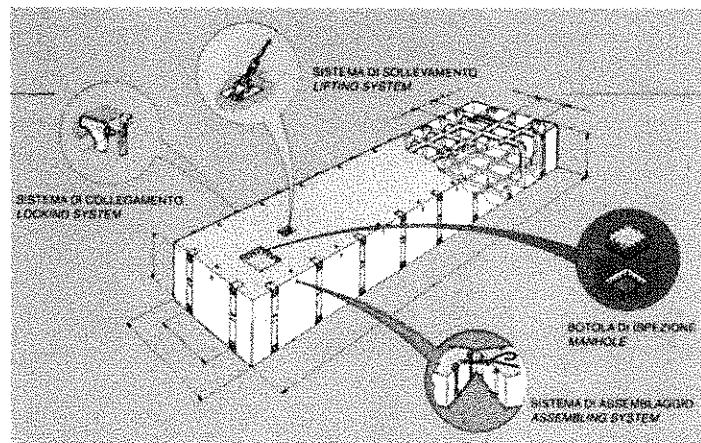 SISTEMA DI SOLLEVAMENTO
LIFTING SYSTEM
SISTEMA DI COLLEGAMENTO
LOCKING SYSTEM
BOTOLA DI ISPEZIONE
MANHOLE
SISTEMA DI ASSEMBLAGGIO
ASSEMBLING SYSTEM